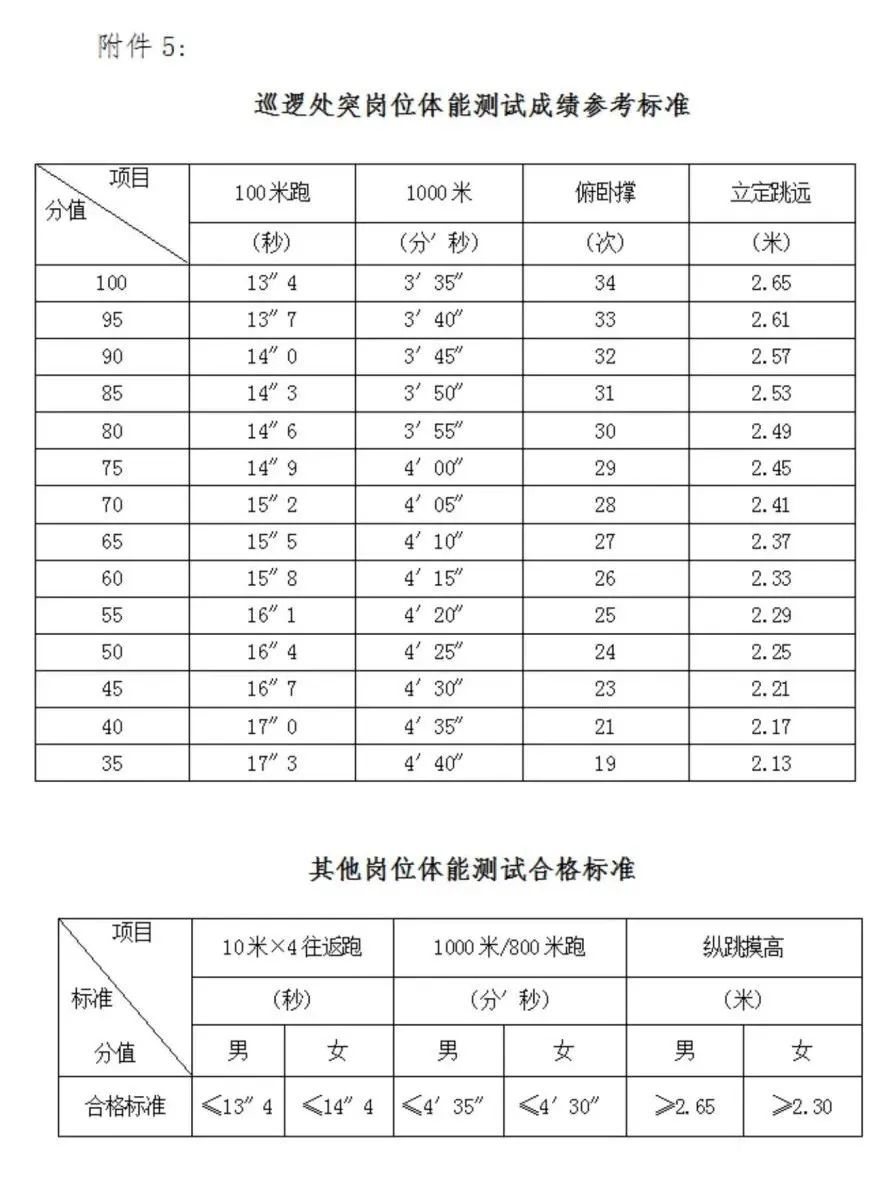 附件 5：
巡逻处突岗位体能测试成绩参考标准
项目 100米跑 1000米 俯卧撑 立定跳远
分值 (秒) (分′秒) (次) (米)
100 13″4 3′35″ 34 2.65
95 13″7 3′40″ 33 2.61
90 14″0 3′45″ 32 2.57
85 14″3 3′50″ 31 2.53
80 14″6 3′55″ 30 2.49
75 14″9 4′00″ 29 2.45
70 15″2 4′05″ 28 2.41
65 15″5 4′10″ 27 2.37
60 15″8 4′15″ 26 2.33
55 16″1 4′20″ 25 2.29
50 16″4 4′25″ 24 2.25
45 16″7 4′30″ 23 2.21
40 17″0 4′35″ 21 2.17
35 17″3 4′40″ 19 2.13
其他岗位体能测试合格标准
项目 10米×4往返跑 1000米/800米跑 纵跳摸高
标准 (秒) (分′秒) (米)
分值 男 女 男 女 男 女
合格标准 ≤13″4 ≤14″4 ≤4′35″ ≤4′30″ ≥2.65 ≥2.30